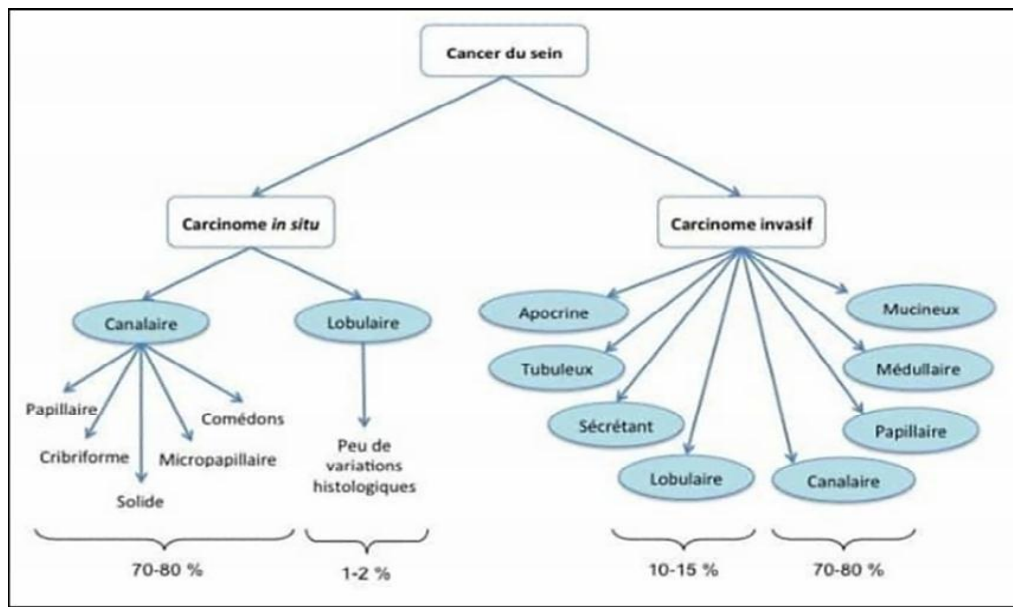 Cancer du sein
Carcinome in situ
Carcinome invasif
Canalaire
Lobulaire
Papillaire
Cribriforme
Solide
Micropapillaire
Comédons
Peu de
variations
histologiques
Apocrine
Tubuleux
Sécrétant
Lobulaire
Canalaire
Papillaire
Médullaire
Mucineux
70-80 %
1-2 %
10-15 %
70-80 %